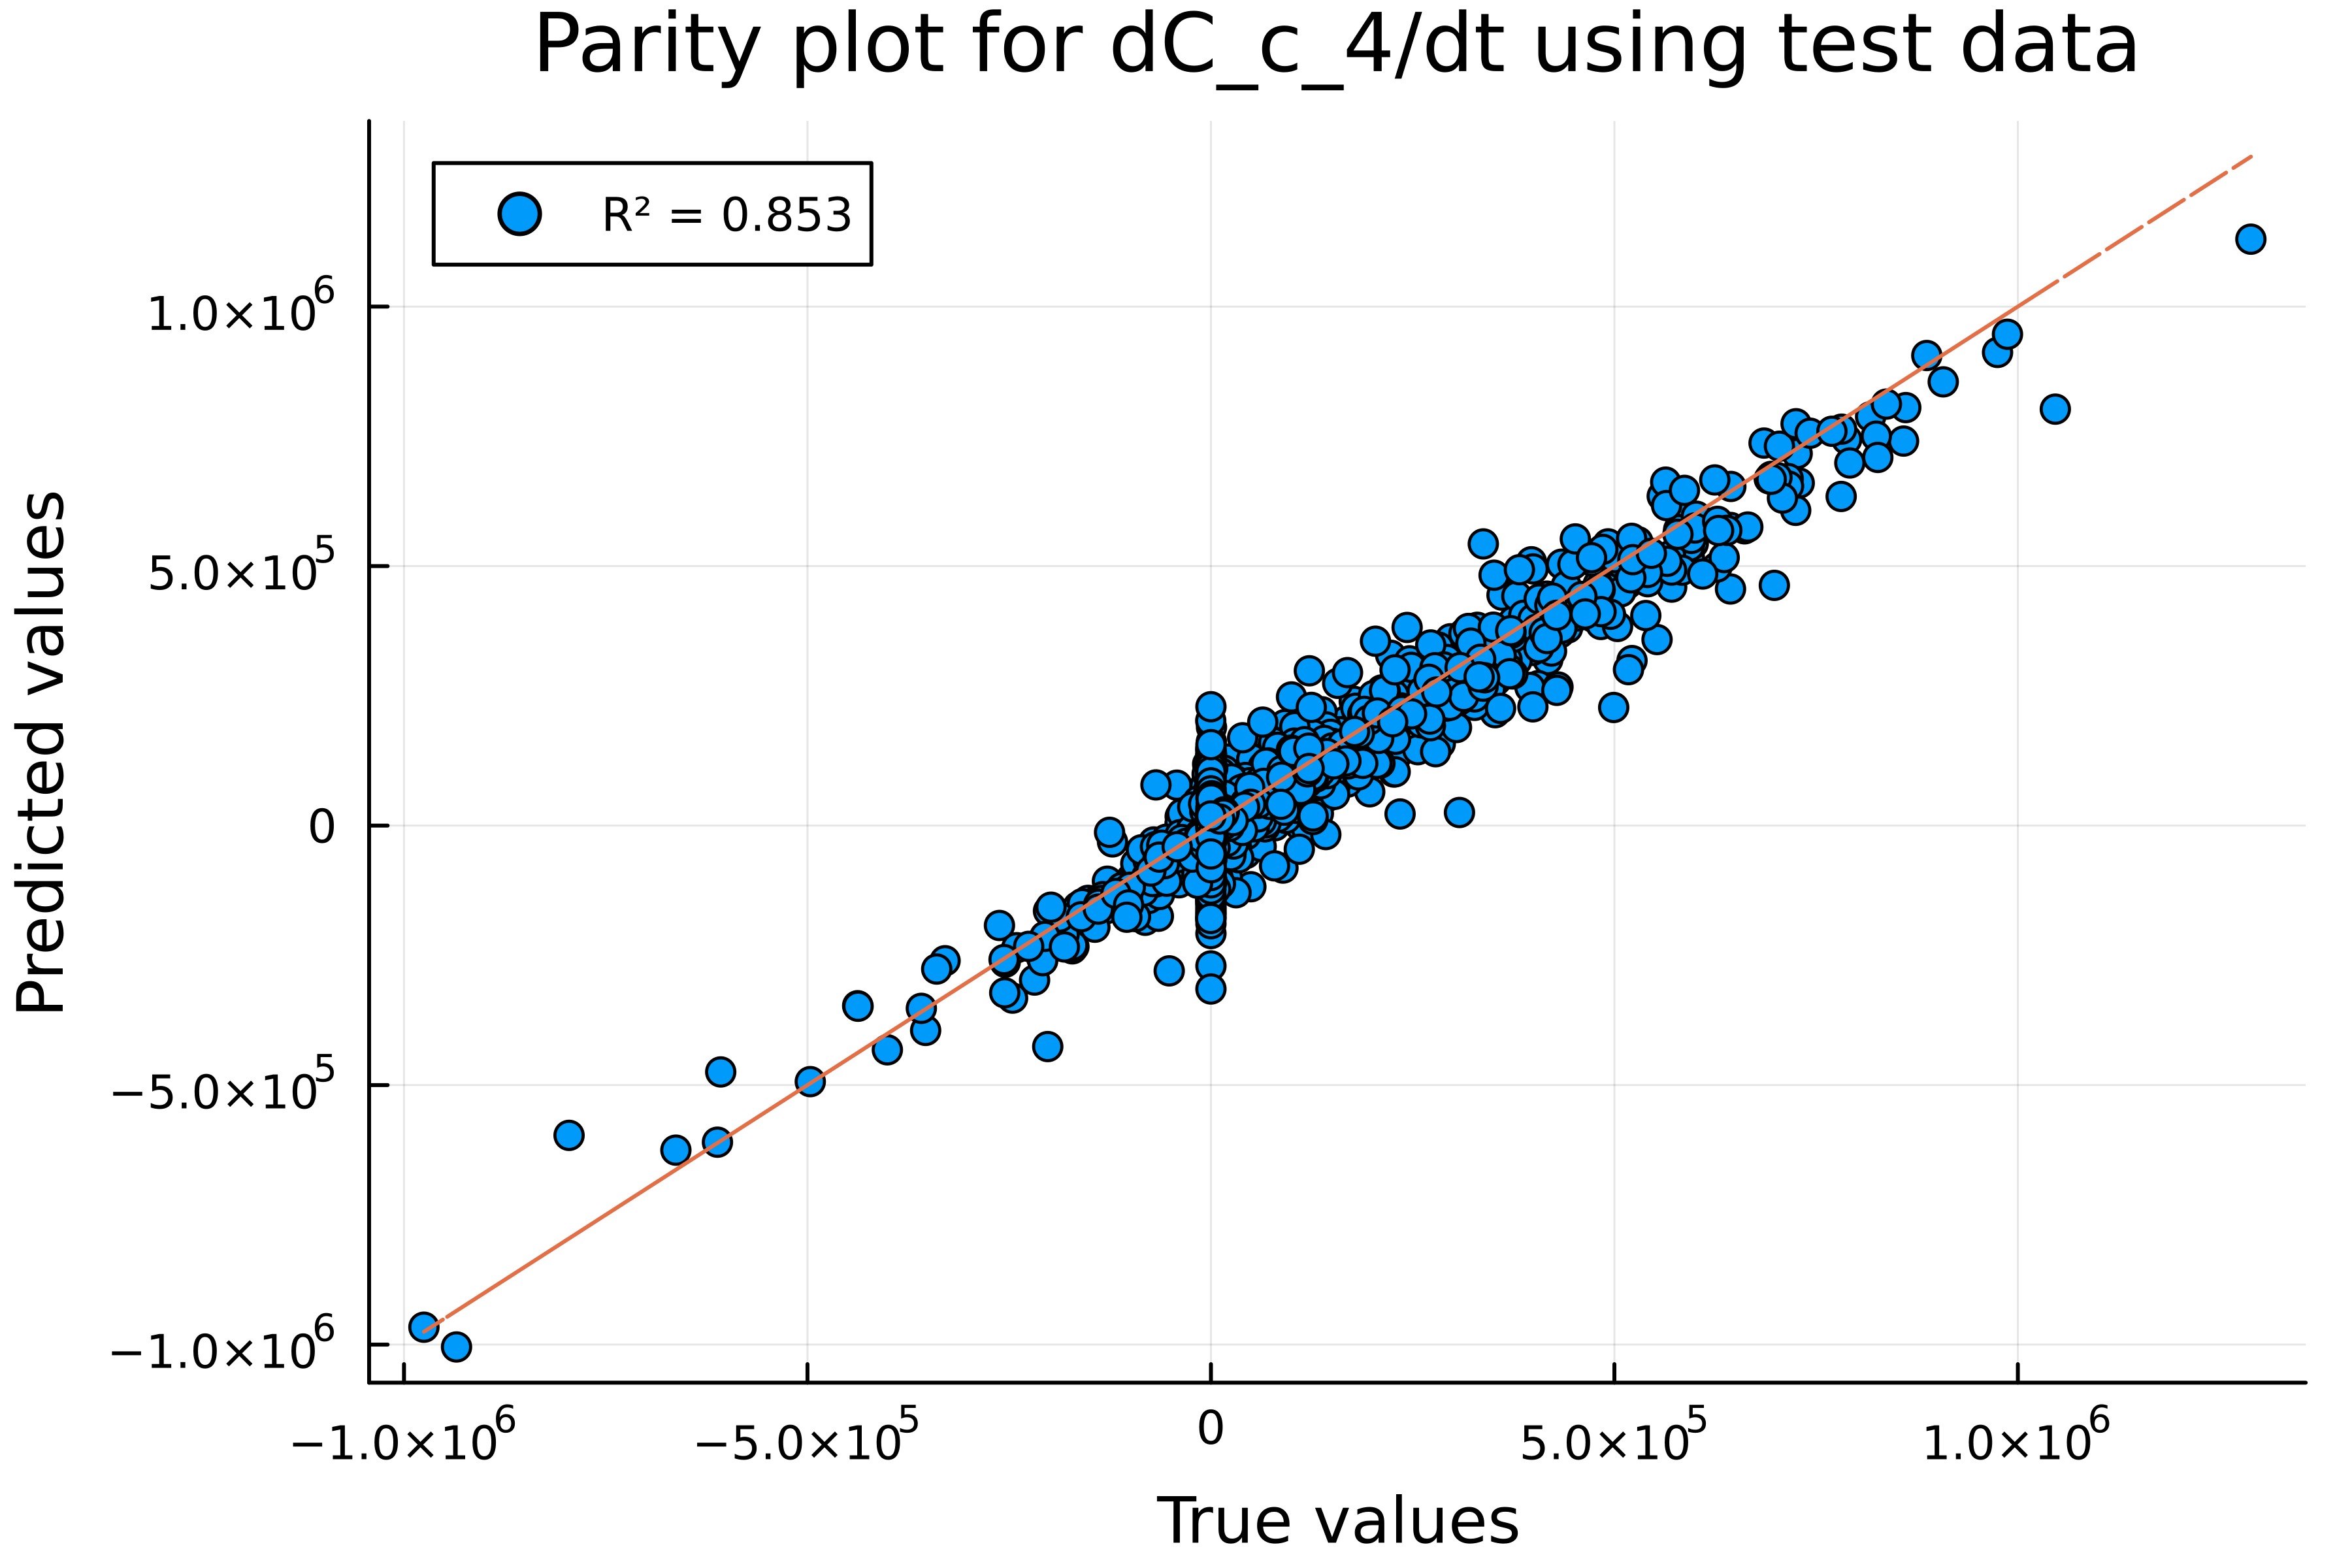 Parity plot for dC_c_4/dt using test data
R² = 0.853
Predicted values
1.0×10⁶
5.0×10⁵
0
−5.0×10⁵
−1.0×10⁶
−1.0×10⁶ −5.0×10⁵ 0 5.0×10⁵ 1.0×10⁶
True values